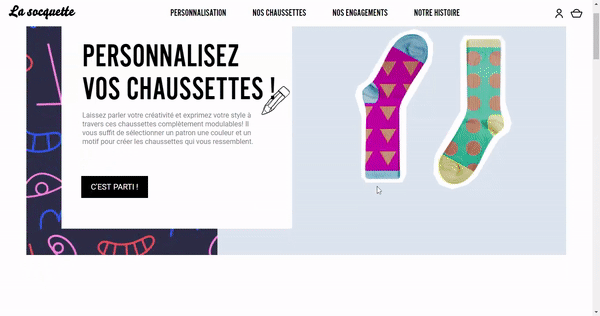 La socquette
PERSONNALISATION
NOS CHAUSSETTES
NOS ENGAGEMENTS
NOTRE HISTOIRE
PERSONNALISEZ
VOS CHAUSSETTES !
Laissez parler votre créativité et exprimez votre style à
travers ces chaussettes complètement modulables! Il
vous suffit de sélectionner un patron une couleur et un
motif pour créer les chaussettes qui vous ressemblent.
C'EST PARTI !